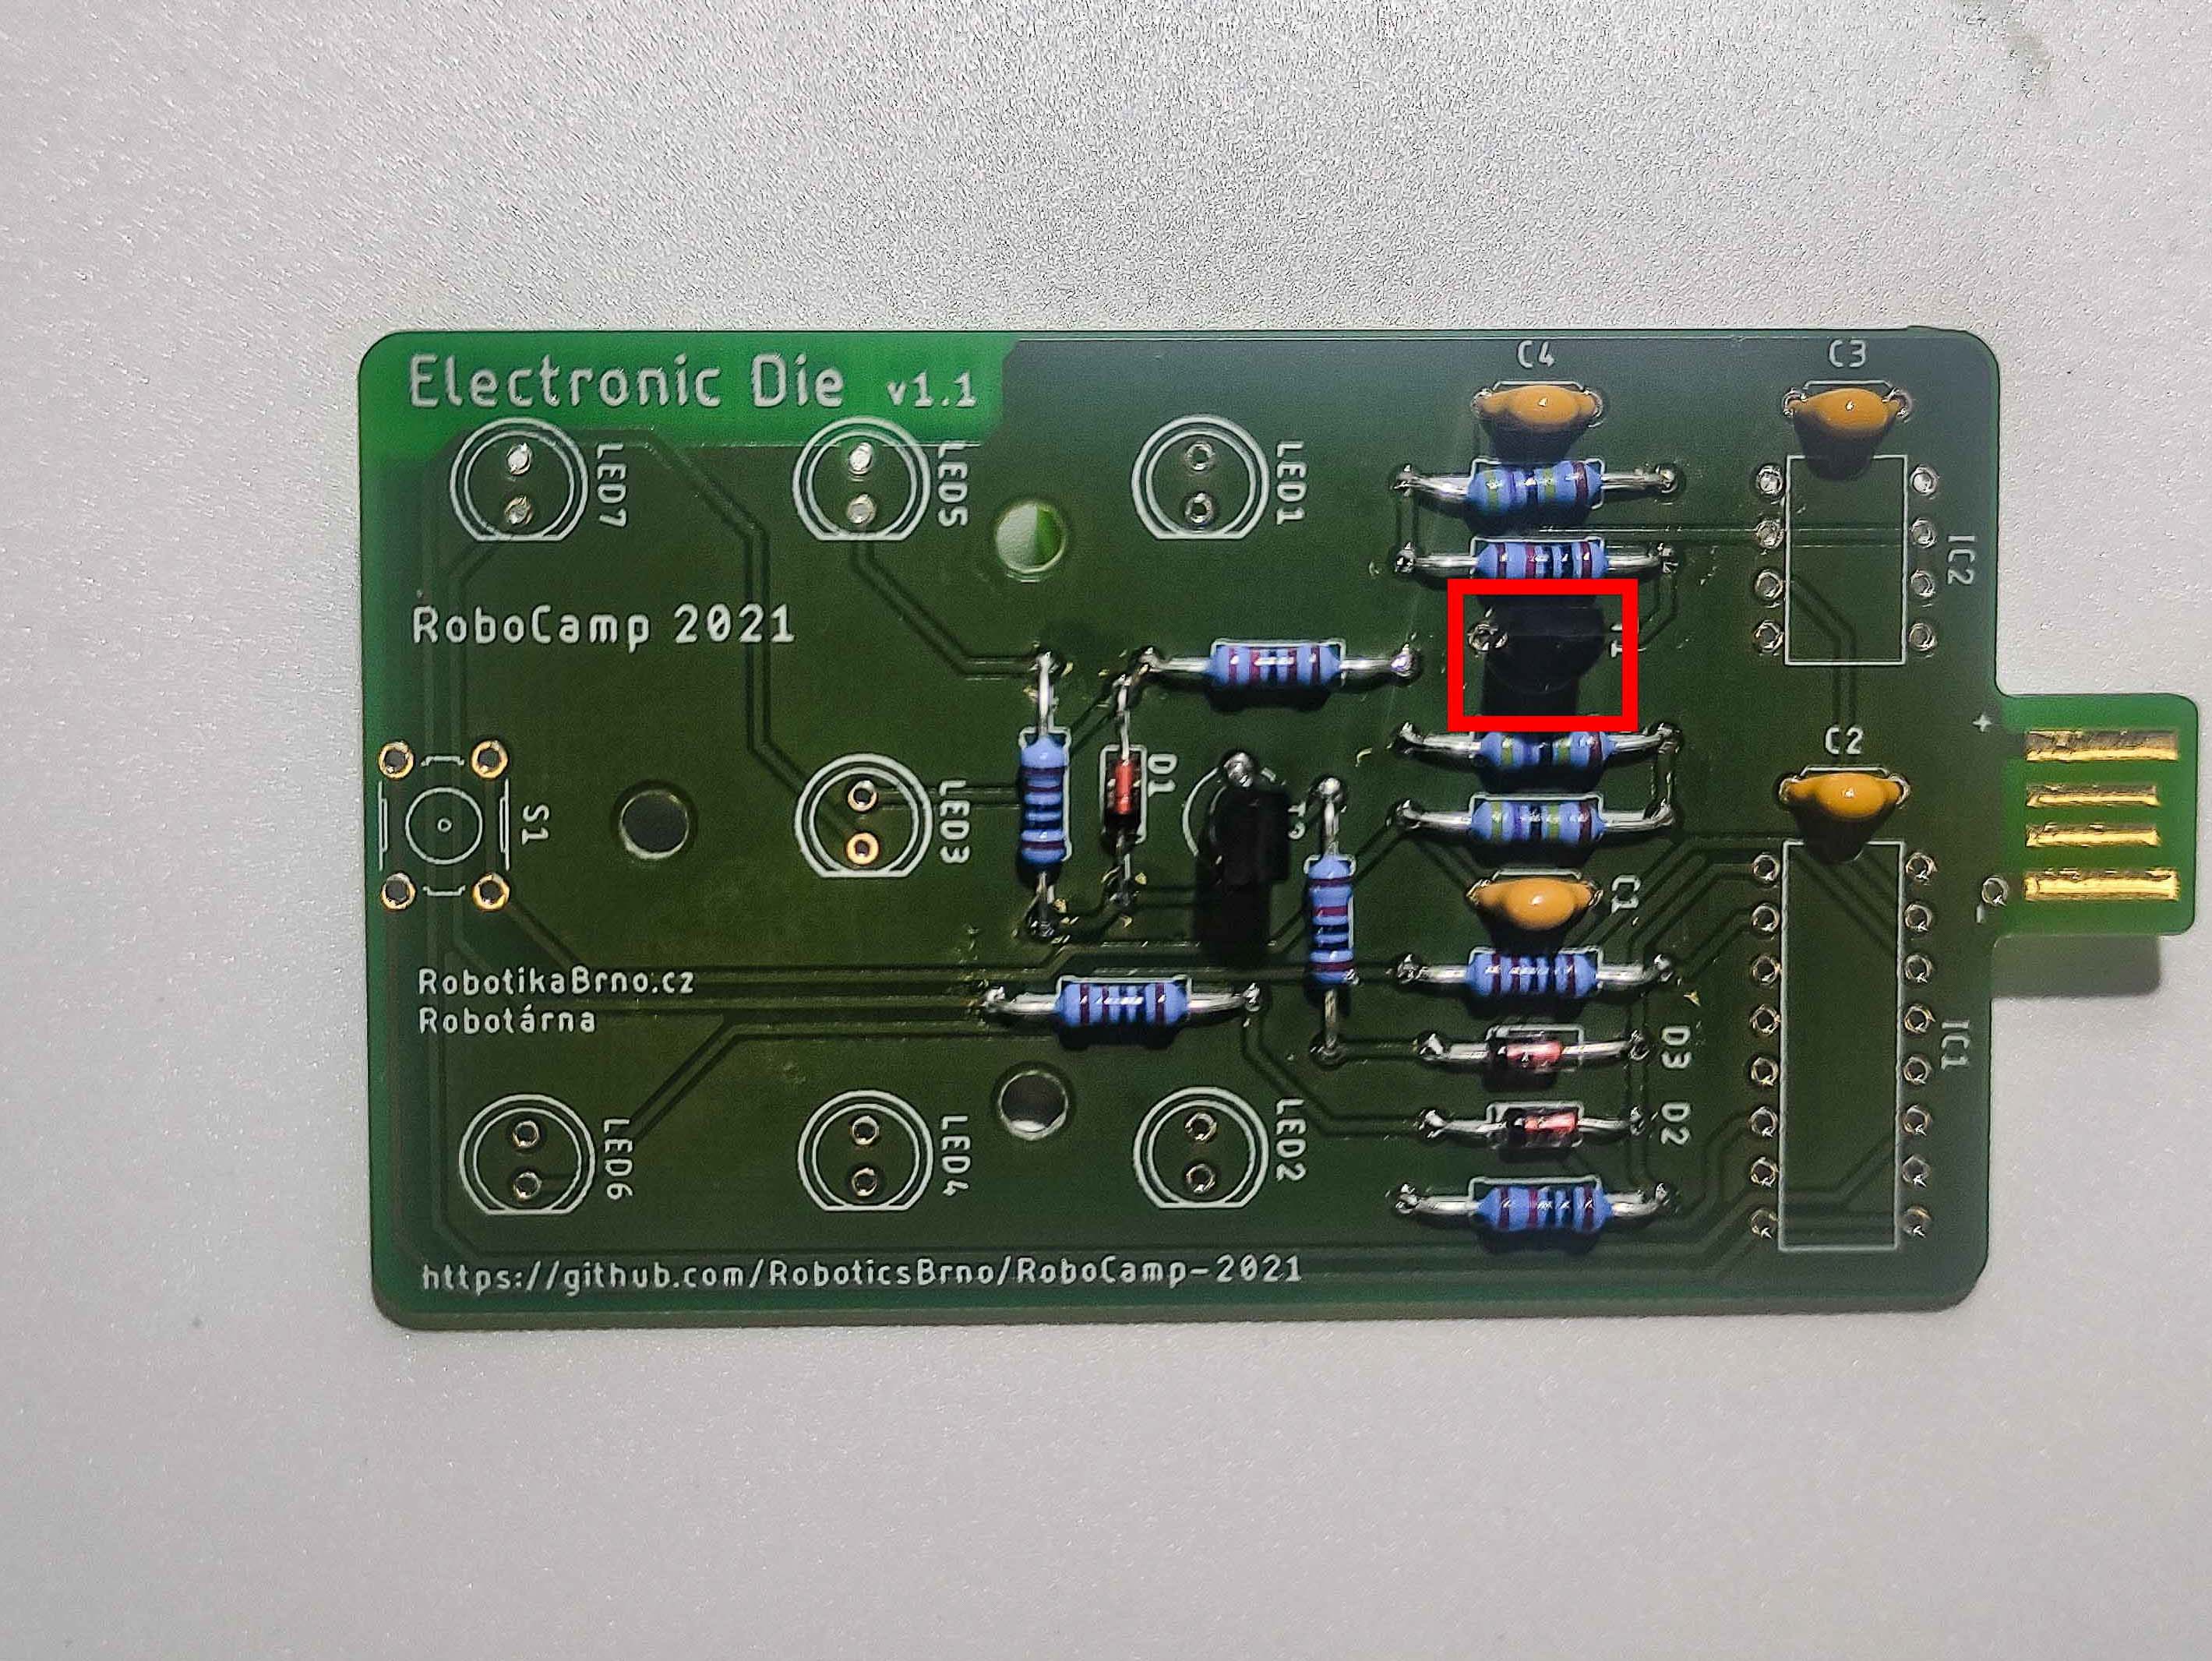 Electronic Die v1.1
C4
C3
LED7
LED5
LED1
IC2
RoboCamp 2021
D1
C2
+
S1
LED3
C1
-
RobotikaBrno.cz
Robotárna
D3
IC1
D2
LED6
LED4
LED2
https://github.com/RoboticsBrno/RoboCamp-2021